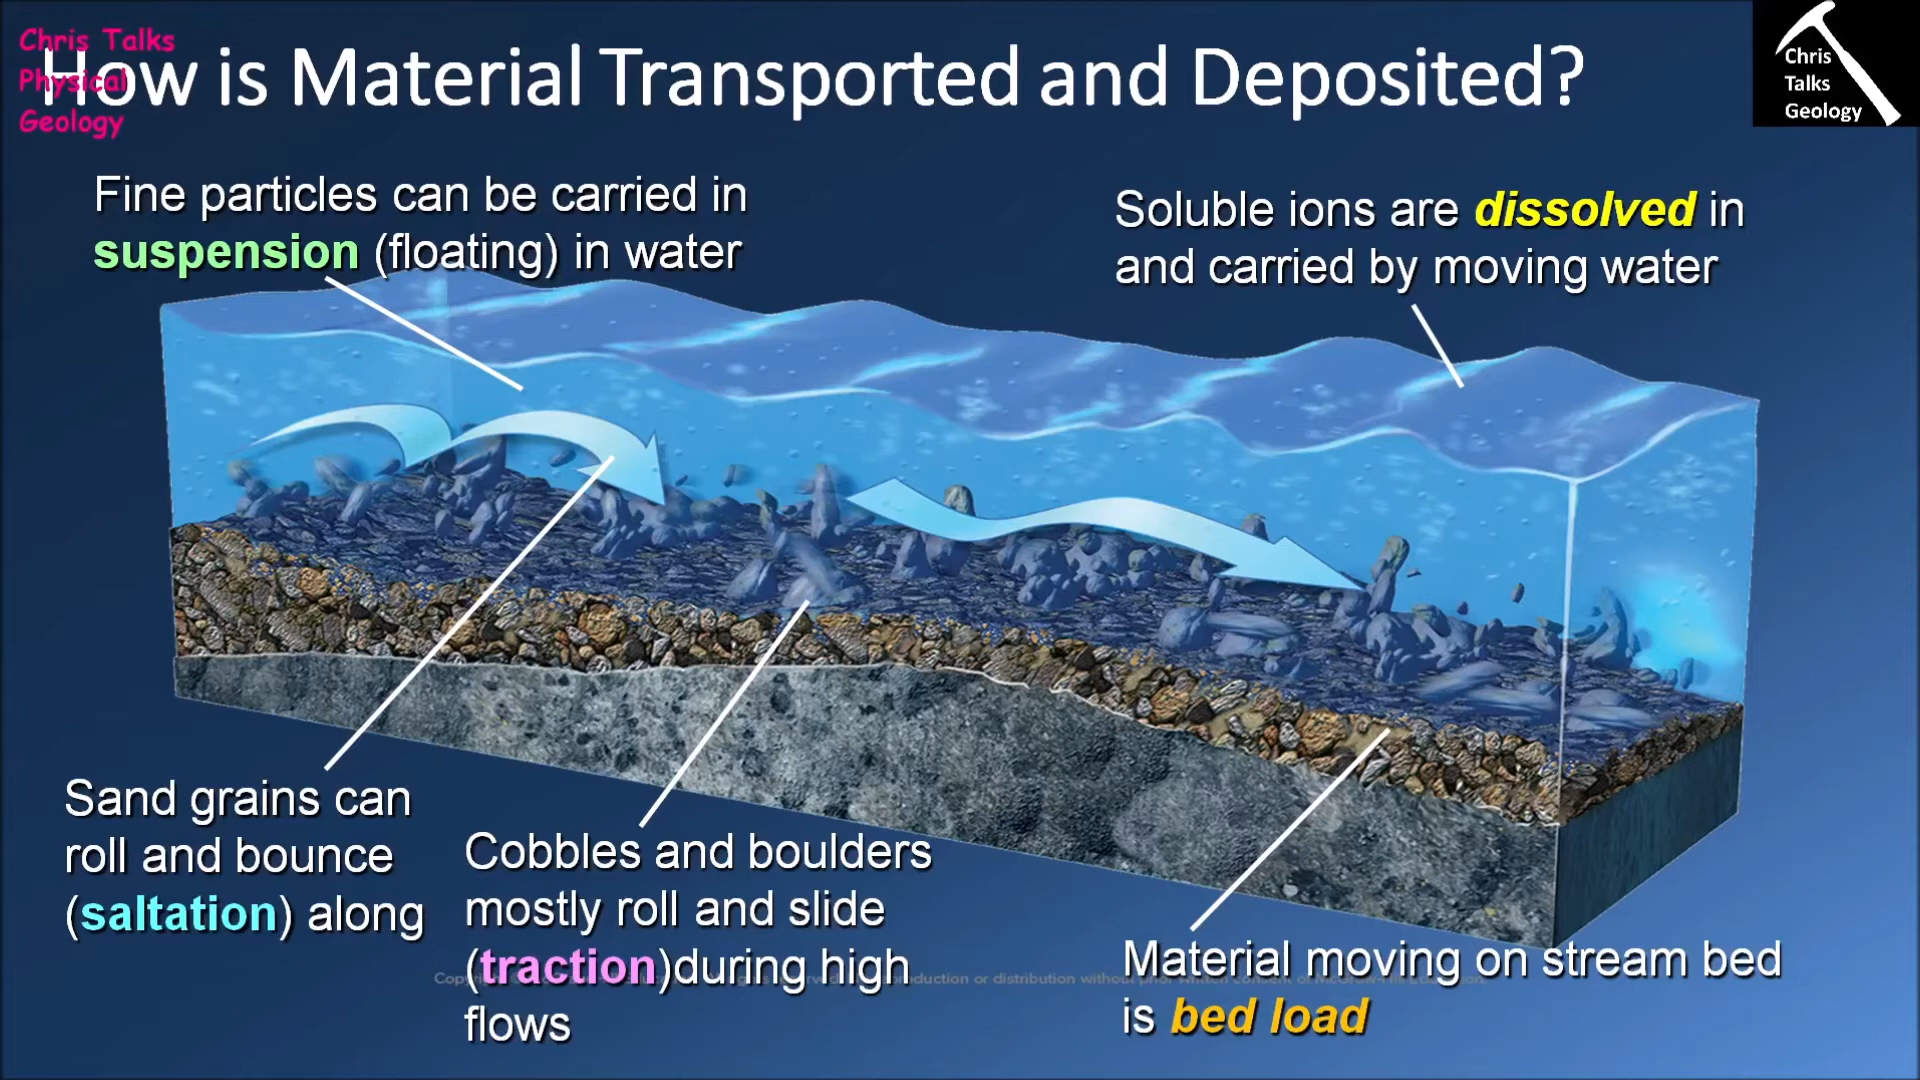 Chris Talks
Physical
Geology
How is Material Transported and Deposited?
Chris
Talks
Geology
Fine particles can be carried in
suspension (floating) in water
Soluble ions are dissolved in
and carried by moving water
Sand grains can
roll and bounce
(saltation) along
Cobbles and boulders
mostly roll and slide
(traction)during high
flows
Material moving on stream bed
is bed load